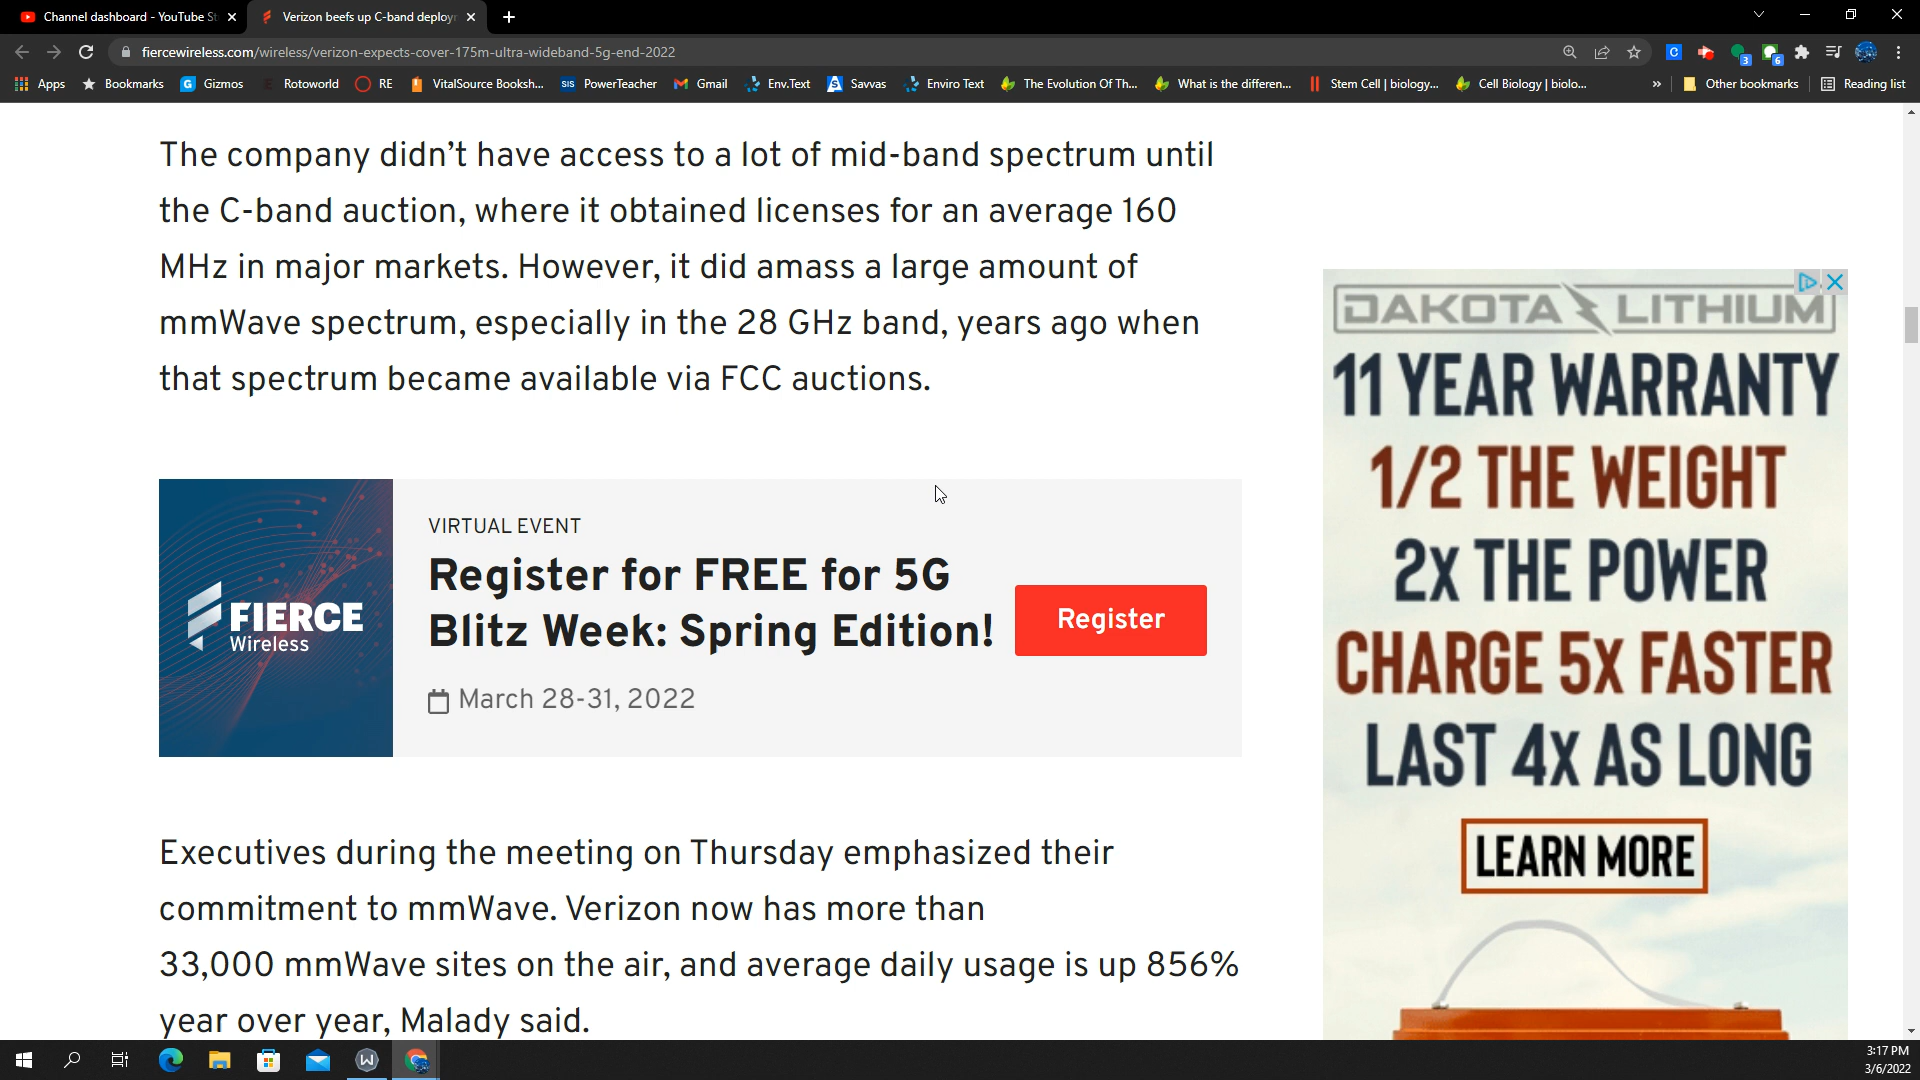 Channel dashboard - YouTube St
Verizon beefs up C-band deploy
fiercewireless.com/wireless/verizon-expects-cover-175m-ultra-wideband-5g-end-2022
C
3
6
Apps
Bookmarks
G Gizmos
Rotoworld
RE
VitalSource Booksh...
SIS PowerTeacher
Gmail
Env.Text
S Savvas
Enviro Text
The Evolution Of Th...
What is the differen...
Stem Cell | biology...
Cell Biology | biolo...
»
Other bookmarks
Reading list
The company didn’t have access to a lot of mid-band spectrum until
the C-band auction, where it obtained licenses for an average 160
MHz in major markets. However, it did amass a large amount of
mmWave spectrum, especially in the 28 GHz band, years ago when
that spectrum became available via FCC auctions.
FIERCE
Wireless
VIRTUAL EVENT
Register for FREE for 5G
Blitz Week: Spring Edition!
March 28-31, 2022
Register
Executives during the meeting on Thursday emphasized their
commitment to mmWave. Verizon now has more than
33,000 mmWave sites on the air, and average daily usage is up 856%
year over year, Malady said.
DAKOTA LITHIUM
11 YEAR WARRANTY
1/2 THE WEIGHT
2X THE POWER
CHARGE 5X FASTER
LAST 4X AS LONG
LEARN MORE
W
3:17 PM
3/6/2022